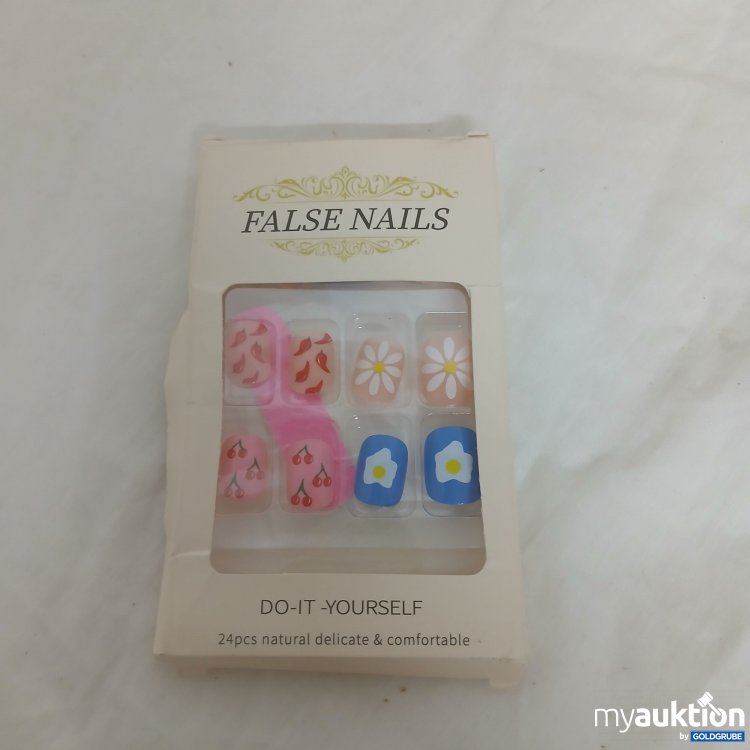 FALSE NAILS
DO-IT -YOURSELF
24pcs natural delicate & comfortable
myauktion
by GOLDGRUBE